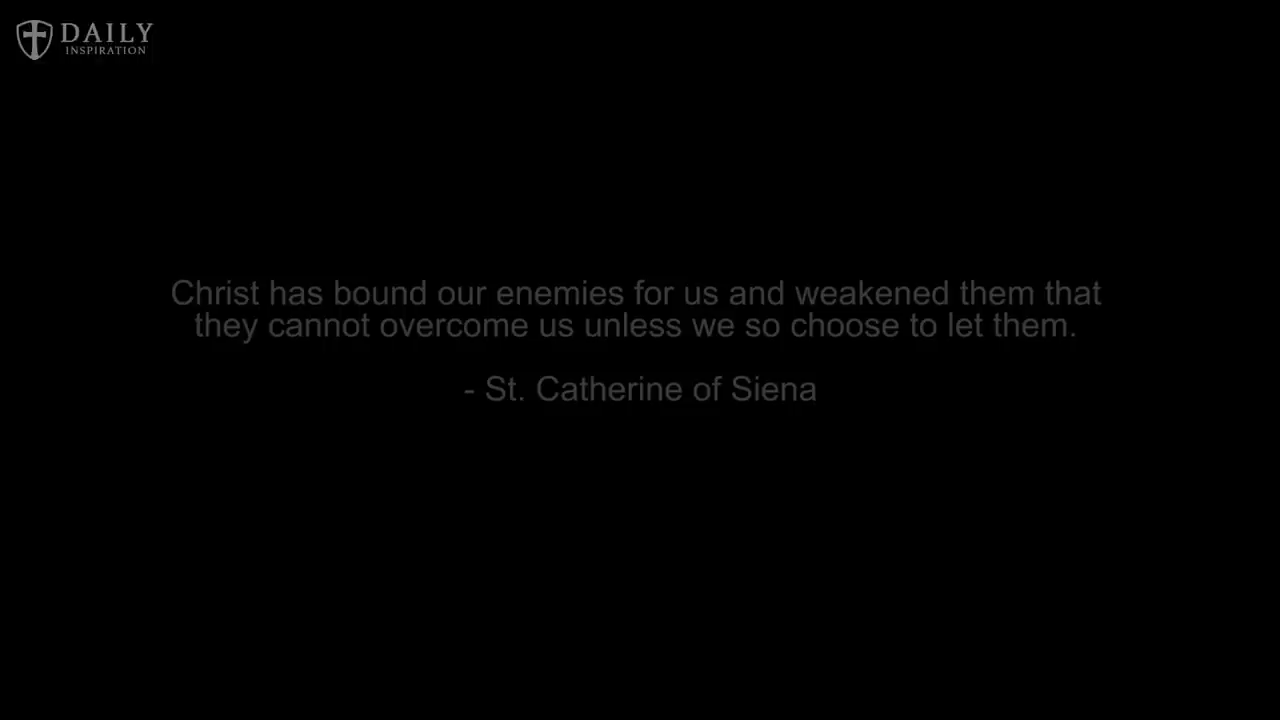 DAILY
INSPIRATION
Christ has bound our enemies for us and weakened them that
they cannot overcome us unless we so choose to let them.
- St. Catherine of Siena